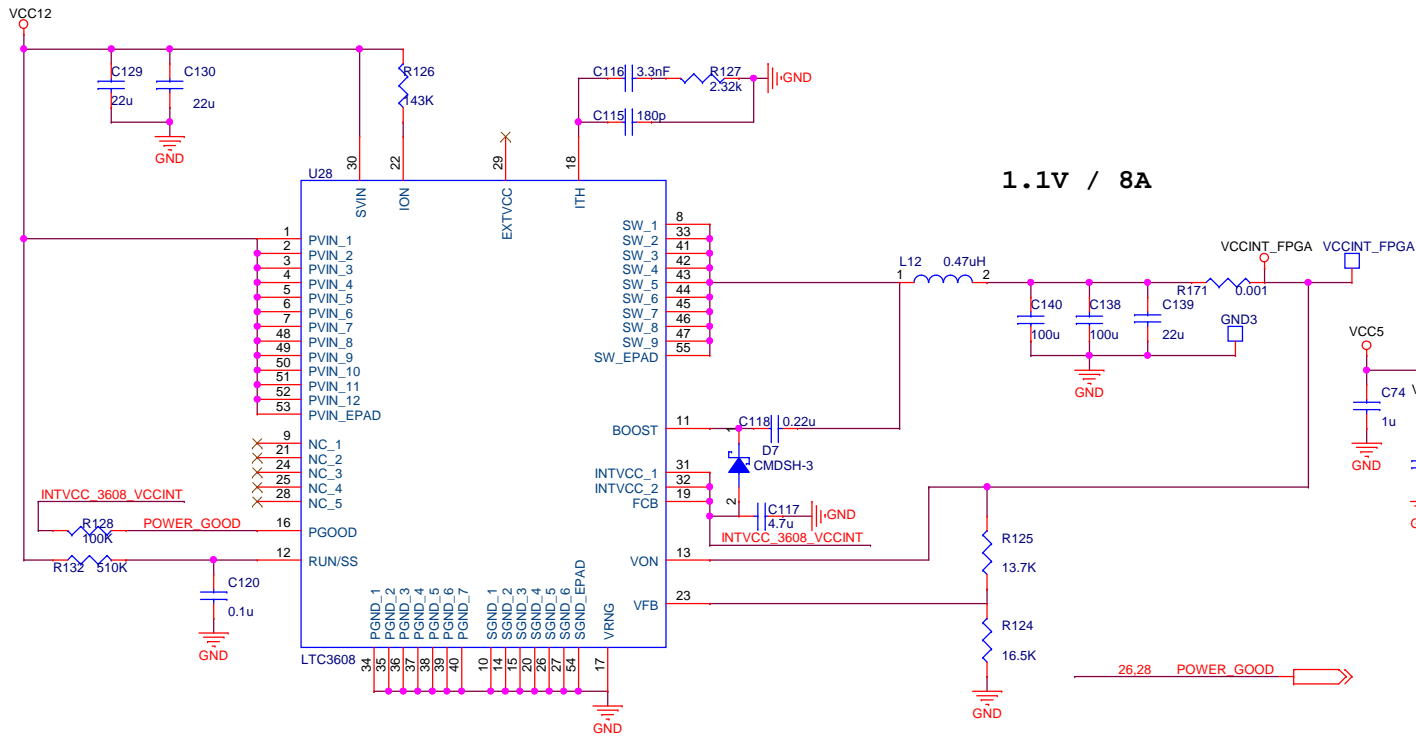 VCC12
C129
22u
C130
22u
R126
143K
C116
3.3nF
R127
2.32k
GND
C115
180p
GND
30
22
29
18
U28
SVIN
ION
EXTVCC
ITH
1.1V / 8A
1
PVIN_1
2
PVIN_2
3
PVIN_3
4
PVIN_4
5
PVIN_5
6
PVIN_6
7
PVIN_7
48
PVIN_8
49
PVIN_9
50
PVIN_10
51
PVIN_11
52
PVIN_12
53
PVIN_EPAD
9
NC_1
21
NC_2
24
NC_3
25
NC_4
28
NC_5
16
PGOOD
12
RUN/SS
SW_1
8
SW_2
33
SW_3
41
SW_4
42
SW_5
43
SW_6
44
SW_7
45
SW_8
46
SW_9
47
SW_EPAD
55
BOOST
11
INTVCC_1
31
INTVCC_2
32
FCB
19
VON
13
VFB
23
L12
0.47uH
1
2
VCCINT_FPGA
VCCINT_FPGA
R171
0.001
C140
100u
C138
100u
C139
22u
GND3
GND
VCC5
C74
1u
GND
V
C118
0.22u
1
D7
CMDSH-3
2
C117
4.7u
GND
INTVCC_3608_VCCINT
INTVCC_3608_VCCINT
R128
100K
POWER_GOOD
R132
510K
C120
0.1u
GND
R125
13.7K
R124
16.5K
GND
PGND_1
PGND_2
PGND_3
PGND_4
PGND_5
PGND_6
PGND_7
SGND_1
SGND_2
SGND_3
SGND_4
SGND_5
SGND_6
SGND_EPAD
VRNG
LTC3608
34
35
36
37
38
39
40
10
14
15
20
26
27
54
17
GND
26,28
POWER_GOOD